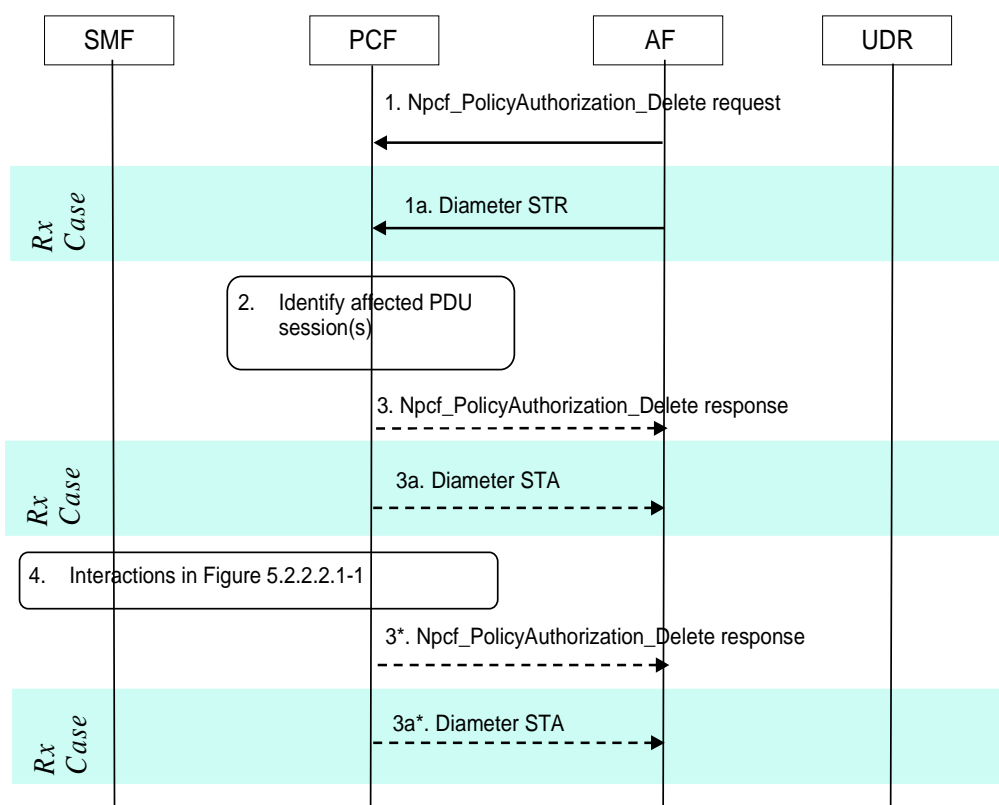 SMF
PCF
AF
UDR
1. Npcf_PolicyAuthorization_Delete request
Rx
Case
1a. Diameter STR
2. Identify affected PDU
session(s)
3. Npcf_PolicyAuthorization_Delete response
Rx
Case
3a. Diameter STA
4. Interactions in Figure 5.2.2.2.1-1
3*. Npcf_PolicyAuthorization_Delete response
Rx
Case
3a*. Diameter STA